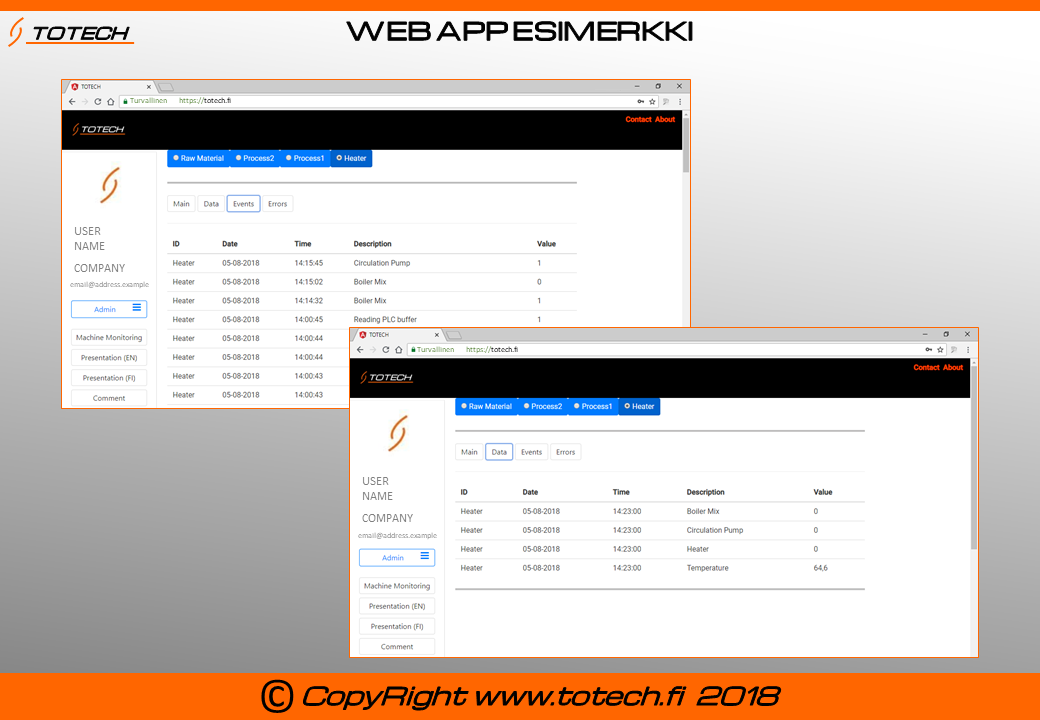 TOTECH
WEB APP ESIMERKKI
TOTECH
Turvallinen https://totech.fi
TOTECH
Contact About
Raw Material Process2 Process1 Heater
Main Data Events Errors
USER
NAME
COMPANY
email@address.example
Admin
Machine Monitoring
Presentation (EN)
Presentation (FI)
Comment
ID Date Time Description Value
Heater 05-08-2018 14:15:45 Circulation Pump 1
Heater 05-08-2018 14:15:02 Boiler Mix 0
Heater 05-08-2018 14:14:32 Boiler Mix 1
Heater 05-08-2018 14:00:45 Reading PLC buffer 1
Heater 05-08-2018 14:00:44
Heater 05-08-2018 14:00:44
Heater 05-08-2018 14:00:43
Heater 05-08-2018 14:00:43
TOTECH
Turvallinen https://totech.fi
TOTECH
Contact About
Raw Material Process2 Process1 Heater
Main Data Events Errors
USER
NAME
COMPANY
email@address.example
Admin
Machine Monitoring
Presentation (EN)
Presentation (FI)
Comment
ID Date Time Description Value
Heater 05-08-2018 14:23:00 Boiler Mix 0
Heater 05-08-2018 14:23:00 Circulation Pump 0
Heater 05-08-2018 14:23:00 Heater 0
Heater 05-08-2018 14:23:00 Temperature 64,6
© CopyRight www.totech.fi 2018